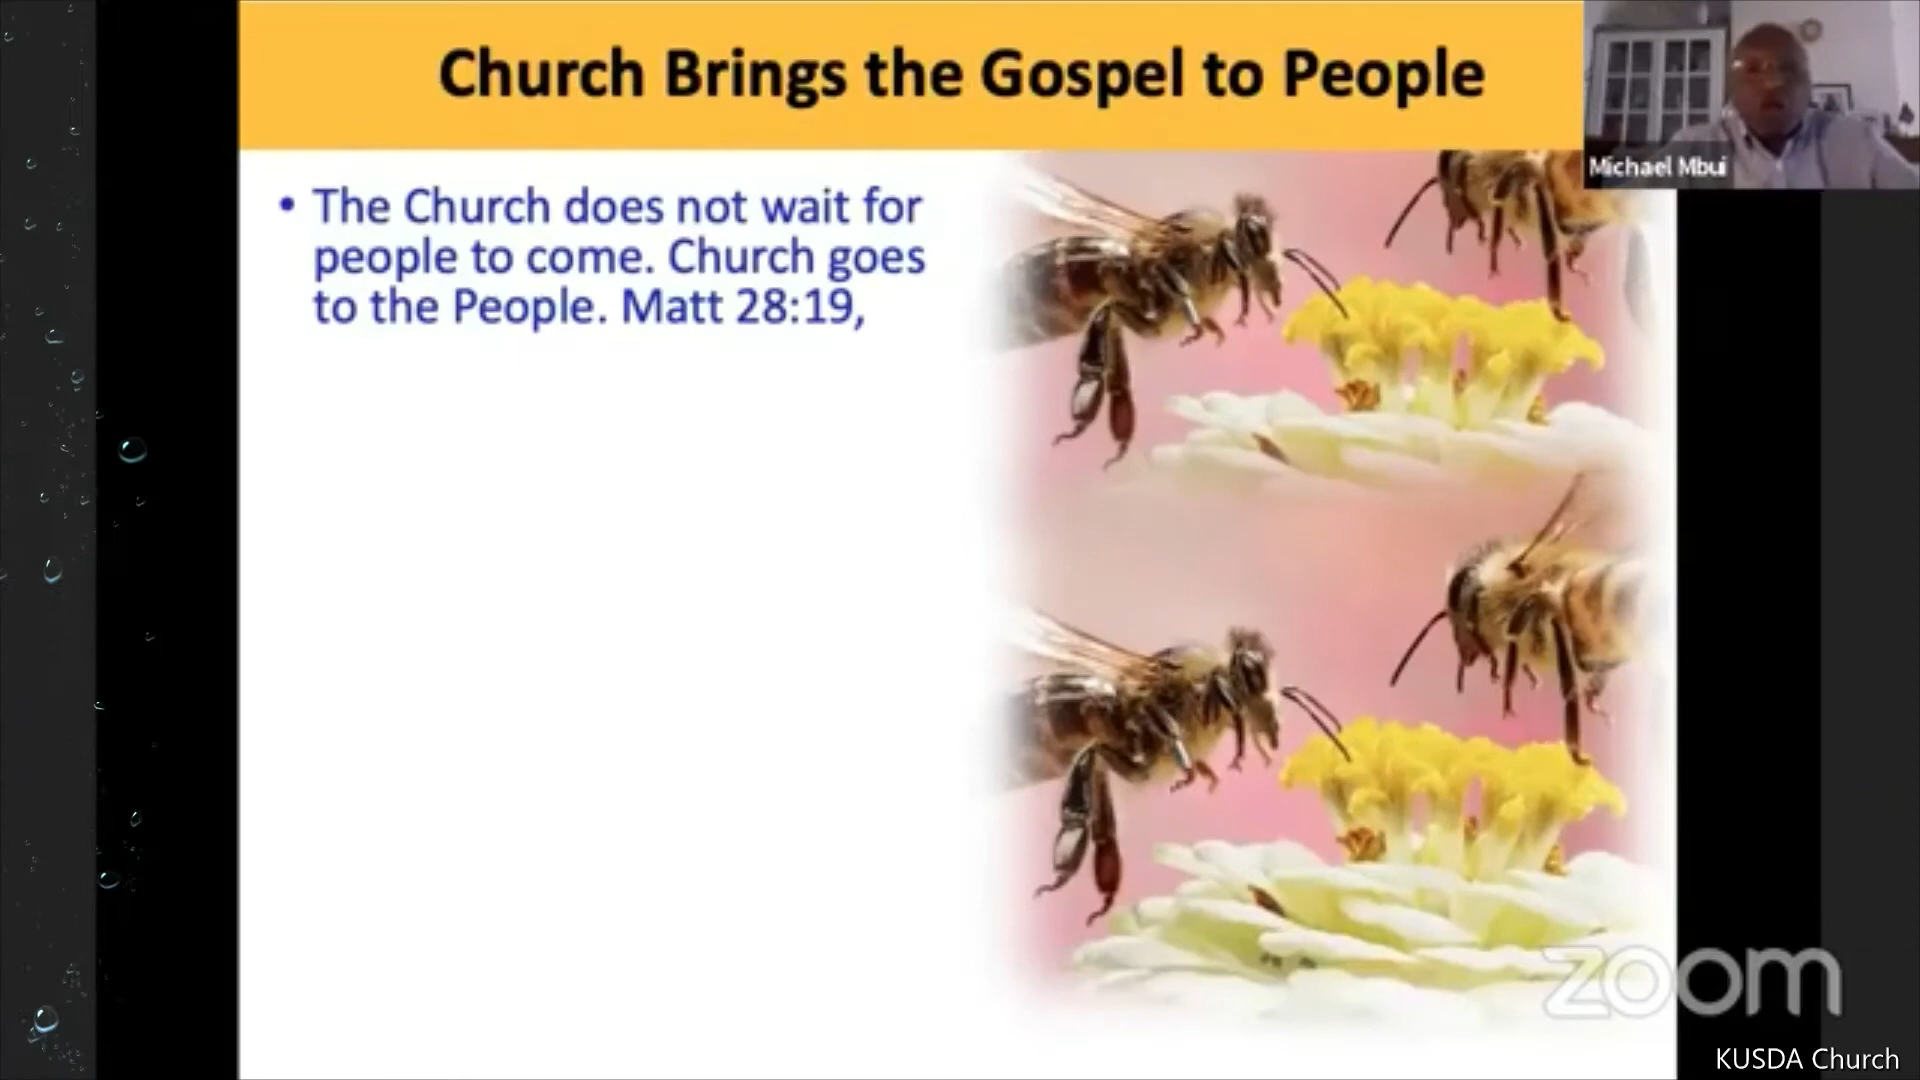 Church Brings the Gospel to People
Michael Mbui
• The Church does not wait for
people to come. Church goes
to the People. Matt 28:19,
zoom
KUSDA Church